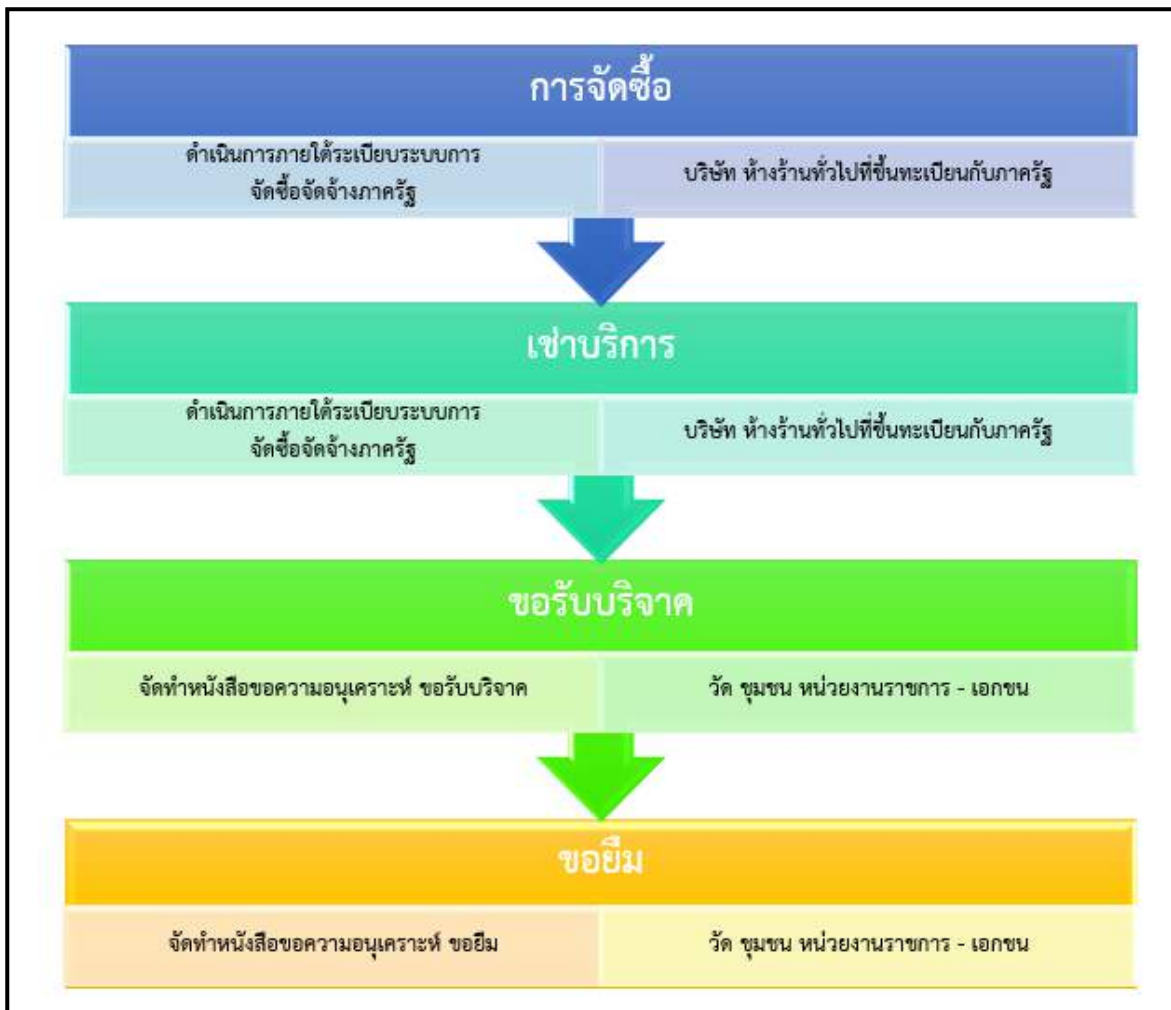 การจัดซื้อ
ดำเนินการภายใต้ระเบียบระบบการ
จัดซื้อจัดจ้างภาครัฐ
บริษัท ห้างร้านทั่วไปที่ขึ้นทะเบียนกับภาครัฐ
เช่าบริการ
ดำเนินการภายใต้ระเบียบระบบการ
จัดซื้อจัดจ้างภาครัฐ
บริษัท ห้างร้านทั่วไปที่ขึ้นทะเบียนกับภาครัฐ
ขอรับบริจาค
จัดทำหนังสือขอความอนุเคราะห์ ขอรับบริจาค
วัด ชุมชน หน่วยงานราชการ - เอกชน
ขอยืม
จัดทำหนังสือขอความอนุเคราะห์ ขอยืม
วัด ชุมชน หน่วยงานราชการ - เอกชน